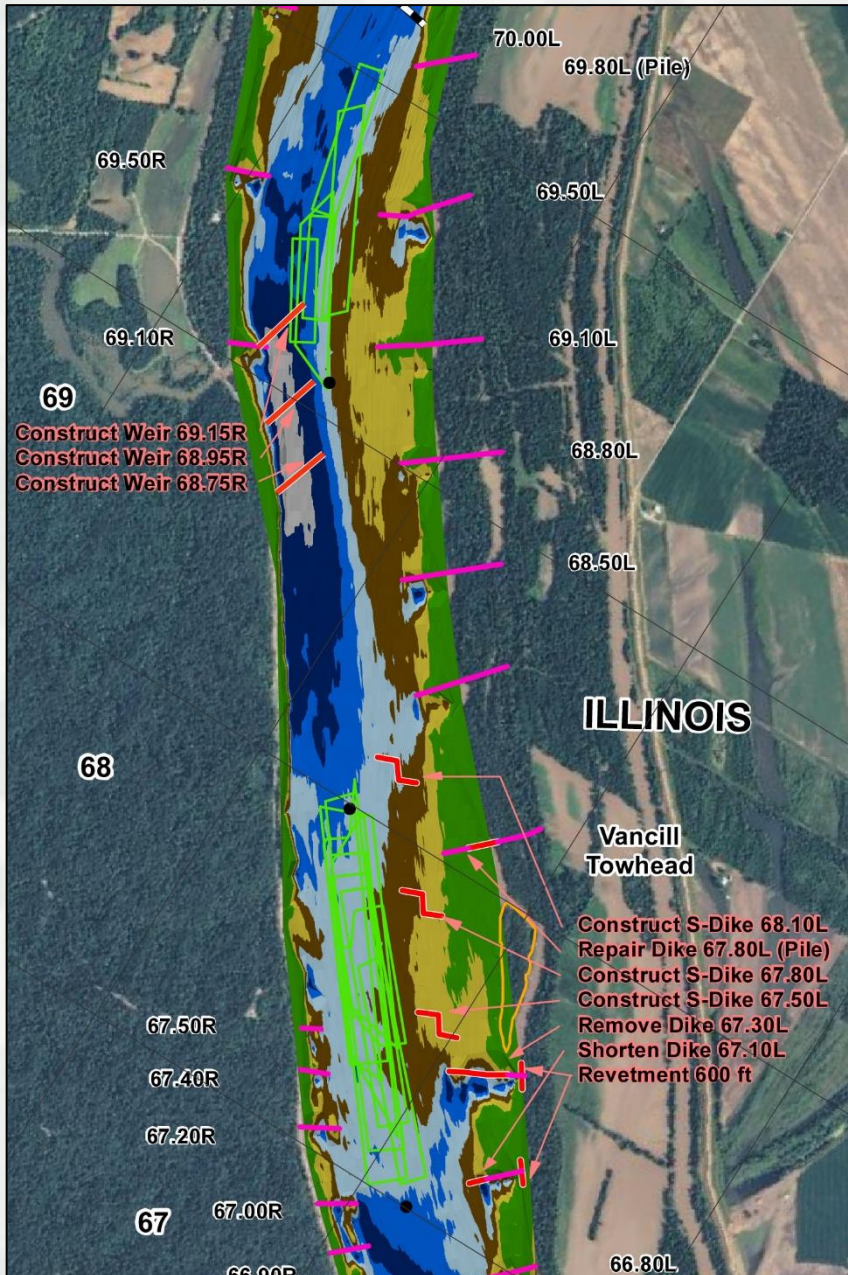 70.00L
69.80L (Pile)
69.50R
69.50L
69.10R
69.10L
69
Construct Weir 69.15R
Construct Weir 68.95R
Construct Weir 68.75R
68.80L
68.50L
ILLINOIS
68
Vancill
Towhead
Construct S-Dike 68.10L
Repair Dike 67.80L (Pile)
Construct S-Dike 67.80L
Construct S-Dike 67.50L
Remove Dike 67.30L
Shorten Dike 67.10L
Revetment 600 ft
67.50R
67.40R
67.20R
67.00R
67
66.90R
66.80L